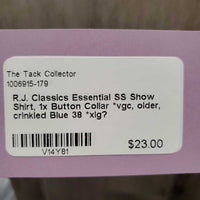 The Tack Collector
1006915-179
R.J. Classics Essential SS Show
Shirt, 1x Button Collar *vgc, older,
crinkled Blue 38 *xlg?
$23.00
V14Y81